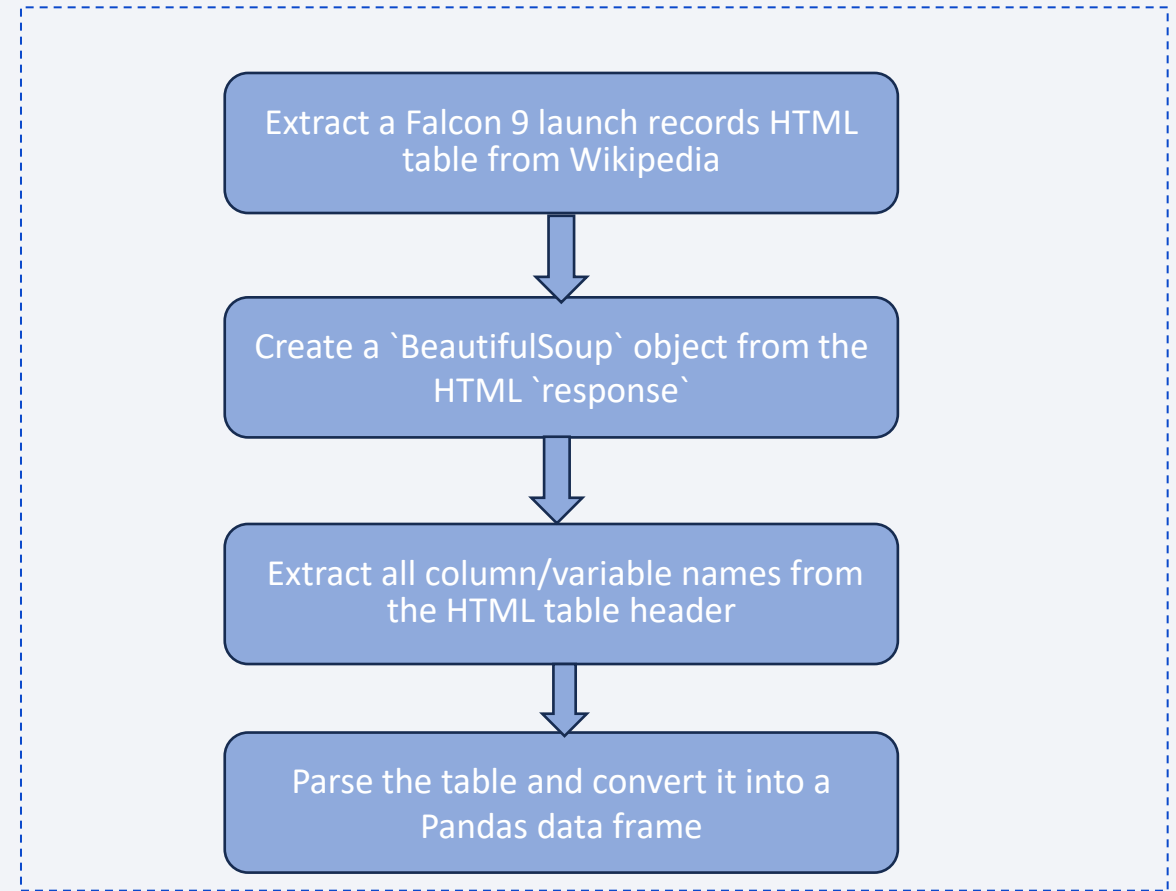 Extract a Falcon 9 launch records HTML
table from Wikipedia
Create a `BeautifulSoup` object from the
HTML `response`
Extract all column/variable names from
the HTML table header
Parse the table and convert it into a
Pandas data frame